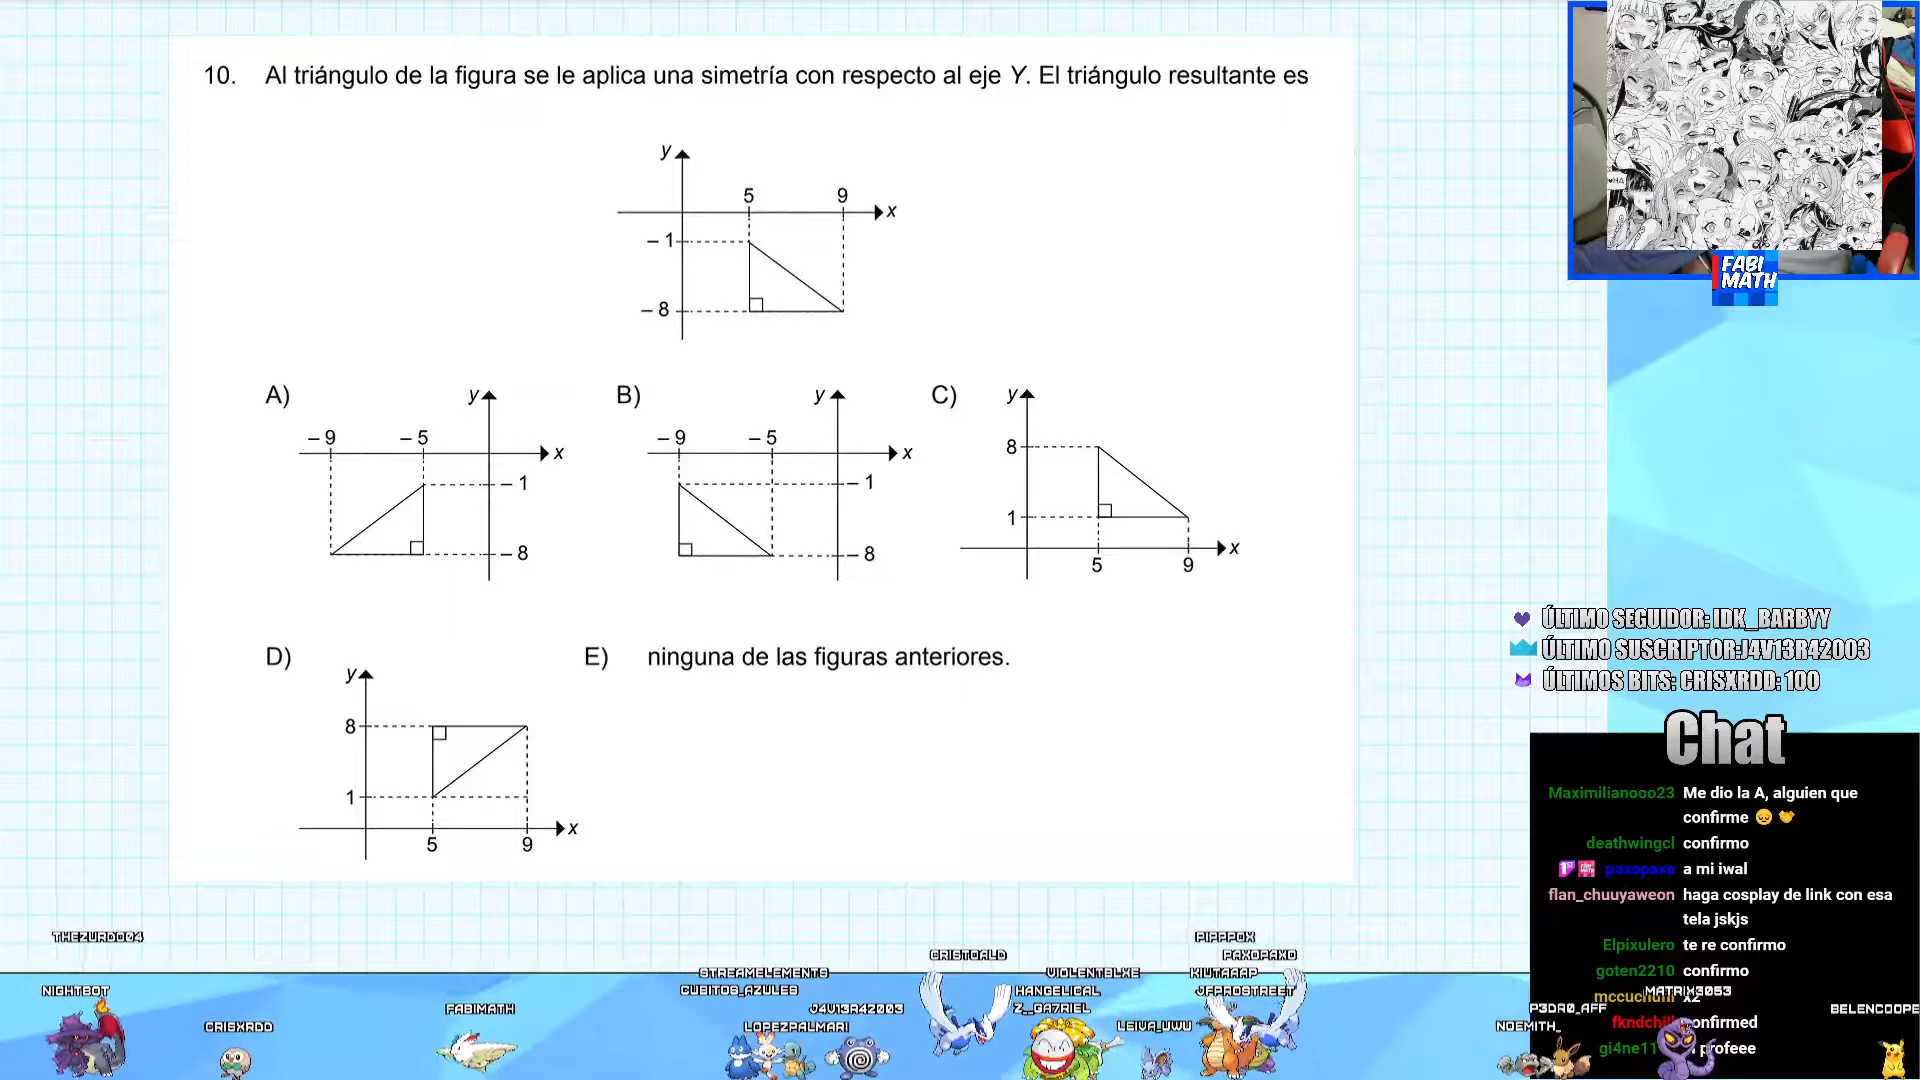 10. Al triángulo de la figura se le aplica una simetría con respecto al eje Y. El triángulo resultante es
y
5 9
x
– 1
– 8
A)
y
– 9 – 5
x
– 1
– 8
B)
y
– 9 – 5
x
– 1
– 8
C)
y
8
1
x
5 9
D)
y
8
1
x
5 9
E) ninguna de las figuras anteriores.
FABI
MATH
ÚLTIMO SEGUIDOR: IDK_BARBYY
ÚLTIMO SUSCRIPTOR:J4V13R42003
ÚLTIMOS BITS: CRISXRDD: 100
Chat
Maximilianooo23 Me dio la A, alguien que
confirme
deathwingcl confirmo
paxopaxo a mi iwal
flan_chuuyaweon haga cosplay de link con esa
tela jskjs
Elpixulero te re confirmo
goten2210 confirmo
x2
confirmed
profeee
THEZURDO04
NIGHTBOT
CRISXRDD
FABIMATH
STREAMELEMENTS
CUBITOS_AZULES
J4V13R42003
LOPEZPALMARI
CRISTOALD
VIOLENTBLXE
HANGELICAL
Z__GA7RIEL
LEIVA_UWU
PIPPPOX
PAXOPAXO
KIUTAAAP
JFPROSTREET
MATRIX3053
P3DR0_AFF
NOEMITH_
BELENCOOPE